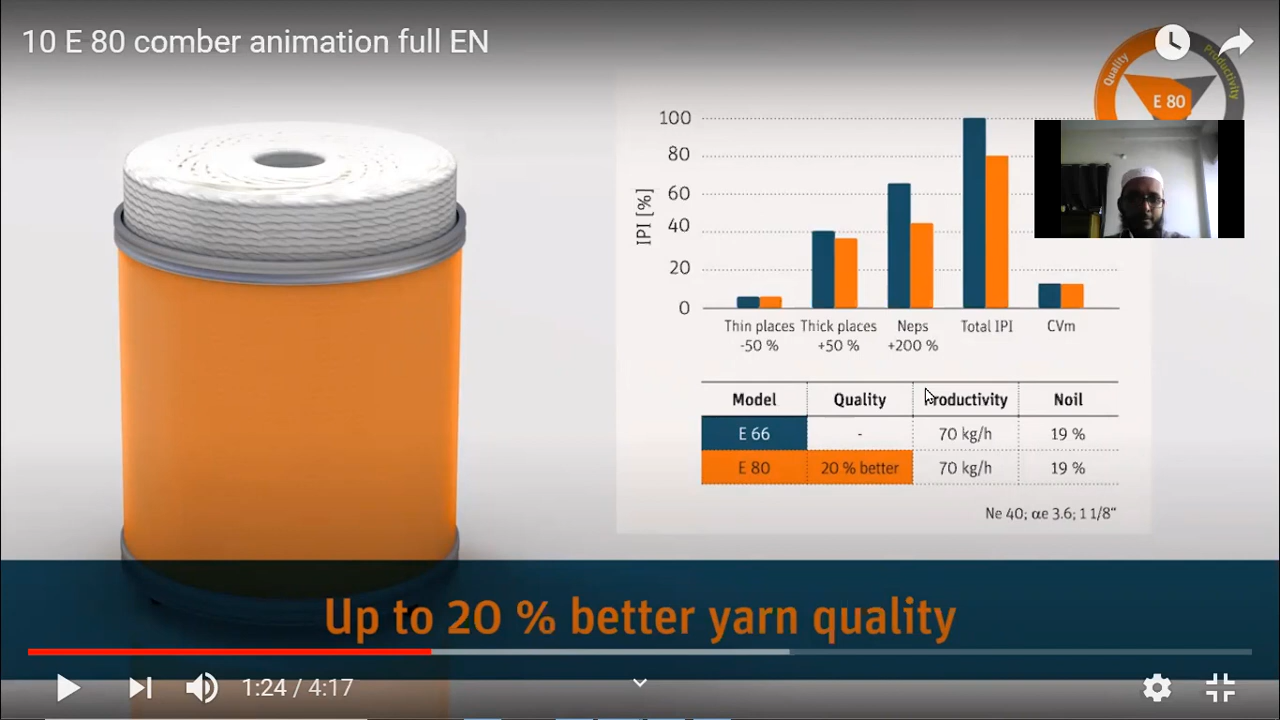 10 E 80 comber animation full EN
Quality
Productivity
E 80
100
80
60
40
20
0
IPI [%]
Thin places Thick places Neps Total IPI CVm
-50 % +50 % +200 %
Model Quality Productivity Noil
E 66 - 70 kg/h 19 %
E 80 20 % better 70 kg/h 19 %
Ne 40; αe 3.6; 1 1/8"
Up to 20 % better yarn quality
1:24 / 4:17